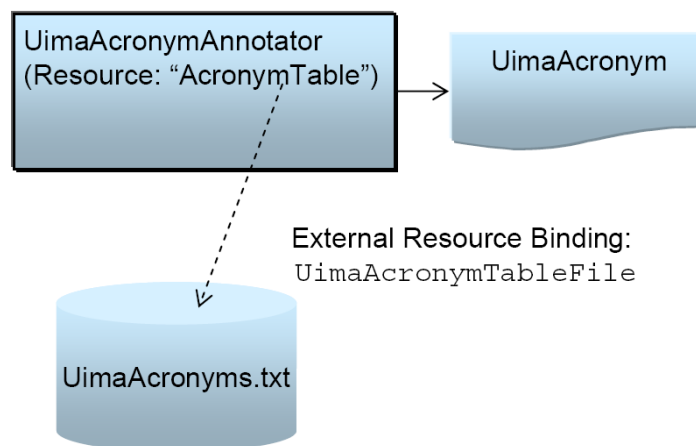 UimaAcronymAnnotator
(Resource: “AcronymTable”)
UimaAcronym
External Resource Binding:
UimaAcronymTableFile
UimaAcronyms.txt